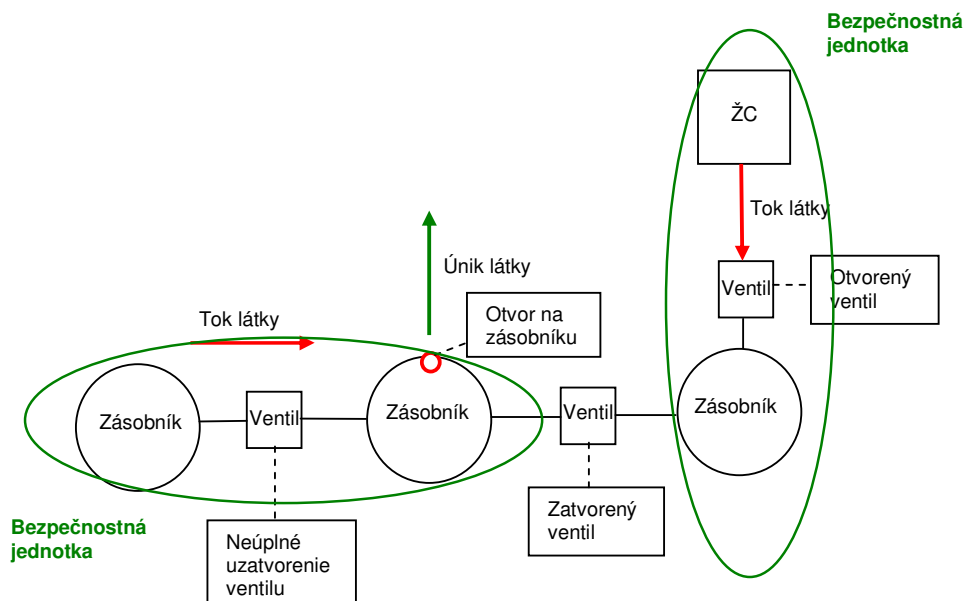 Bezpečnostná
jednotka
ŽC
Tok látky
Únik látky
Ventil
Otvorený
ventil
Otvor na
zásobníku
Tok látky
Zásobník
Ventil
Zásobník
Ventil
Zásobník
Bezpečnostná
jednotka
Neúplné
uzatvorenie
ventilu
Zatvorený
ventil